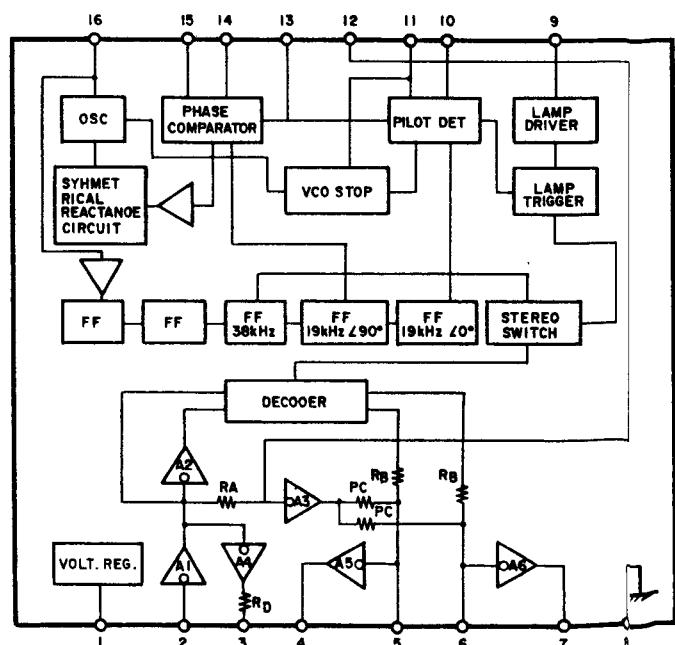 16 15 14 13 12 11 10 9
OSC
PHASE
COMPARATOR
PILOT DET
LAMP
DRIVER
SYHMET
RICAL
REACTANOE
CIRCUIT
VCO STOP
LAMP
TRIGGER
FF
FF
FF
38kHz
FF
19kHz ∠90°
FF
19kHz ∠0°
STEREO
SWITCH
DECOOER
A2
RA
A3
PC
PC
RB
RB
VOLT. REG.
A1
A4
RD
A5
A6
1 2 3 4 5 6 7